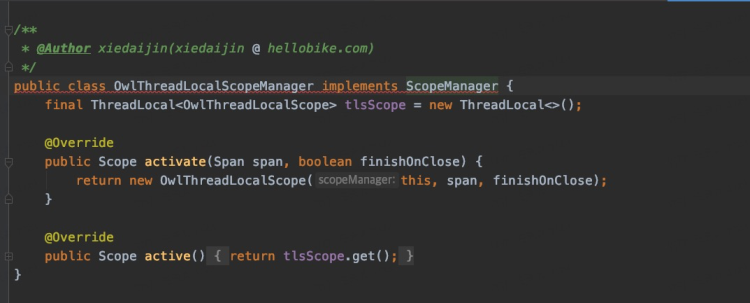 /**
 * @Author xiedaijin(xiedaijin @ hellobike.com)
 */
public class OwlThreadLocalScopeManager implements ScopeManager {
    final ThreadLocal<OwlThreadLocalScope> tlsScope = new ThreadLocal<>();
    @Override
    public Scope activate(Span span, boolean finishOnClose) {
        return new OwlThreadLocalScope( scopeManager: this, span, finishOnClose);
    }
    @Override
    public Scope active() { return tlsScope.get(); }
}